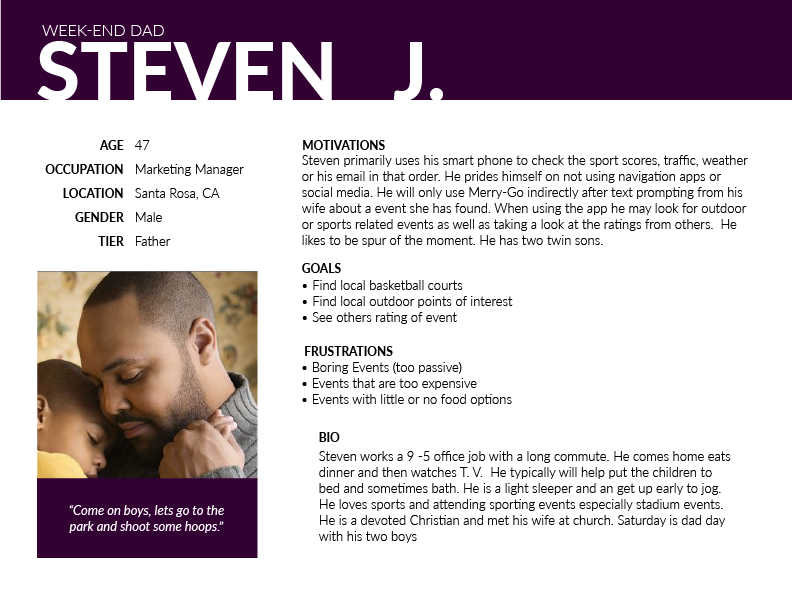 WEEK-END DAD
STEVEN J.
AGE 47
OCCUPATION Marketing Manager
LOCATION Santa Rosa, CA
GENDER Male
TIER Father
“Come on boys, lets go to the
park and shoot some hoops.”
MOTIVATIONS
Steven primarily uses his smart phone to check the sport scores, traffic, weather
or his email in that order. He prides himself on not using navigation apps or
social media. He will only use Merry-Go indirectly after text prompting from his
wife about a event she has found. When using the app he may look for outdoor
or sports related events as well as taking a look at the ratings from others. He
likes to be spur of the moment. He has two twin sons.
GOALS
• Find local basketball courts
• Find local outdoor points of interest
• See others rating of event
FRUSTRATIONS
• Boring Events (too passive)
• Events that are too expensive
• Events with little or no food options
BIO
Steven works a 9 -5 office job with a long commute. He comes home eats
dinner and then watches T. V. He typically will help put the children to
bed and sometimes bath. He is a light sleeper and an get up early to jog.
He loves sports and attending sporting events especially stadium events.
He is a devoted Christian and met his wife at church. Saturday is dad day
with his two boys